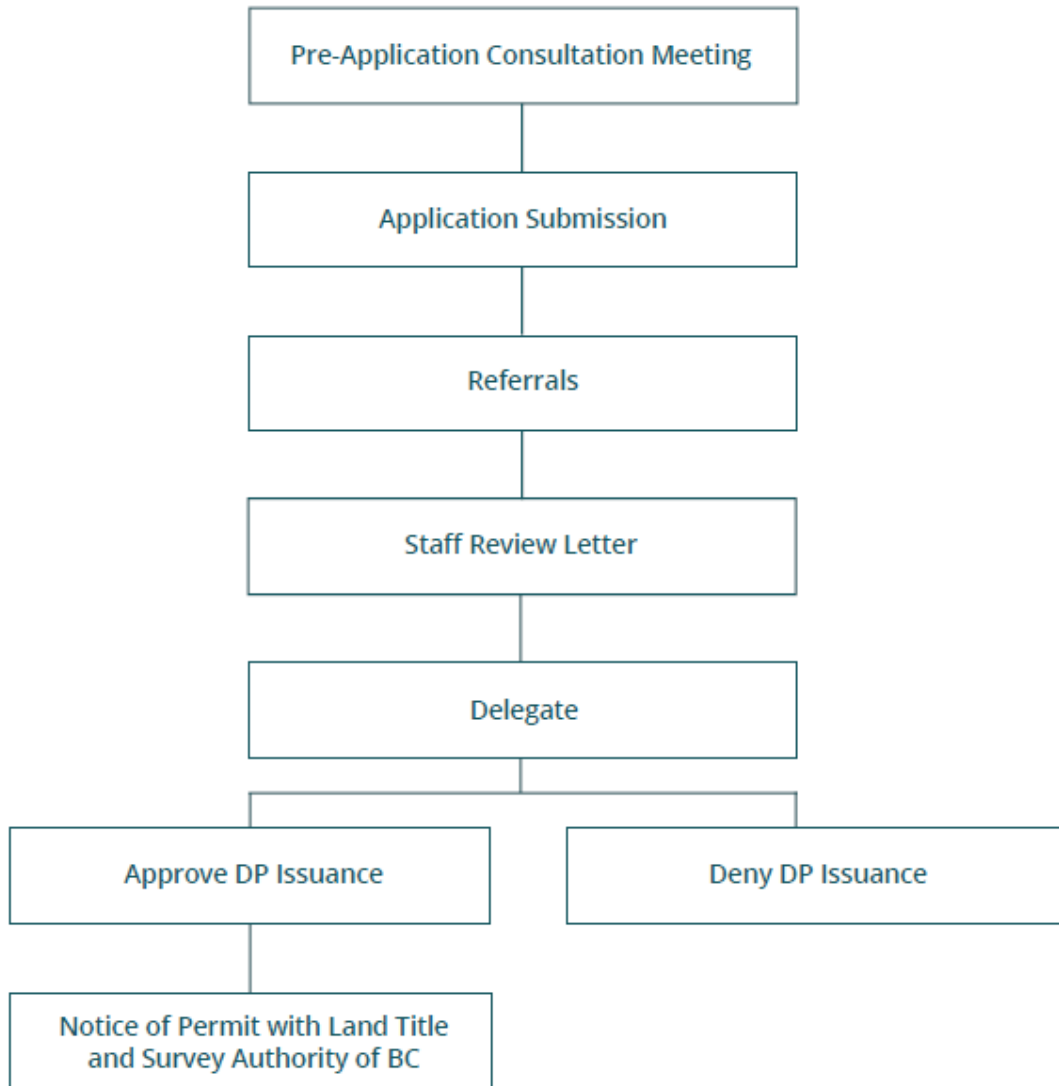 Pre-Application Consultation Meeting
Application Submission
Referrals
Staff Review Letter
Delegate
Approve DP Issuance
Deny DP Issuance
Notice of Permit with Land Title
and Survey Authority of BC